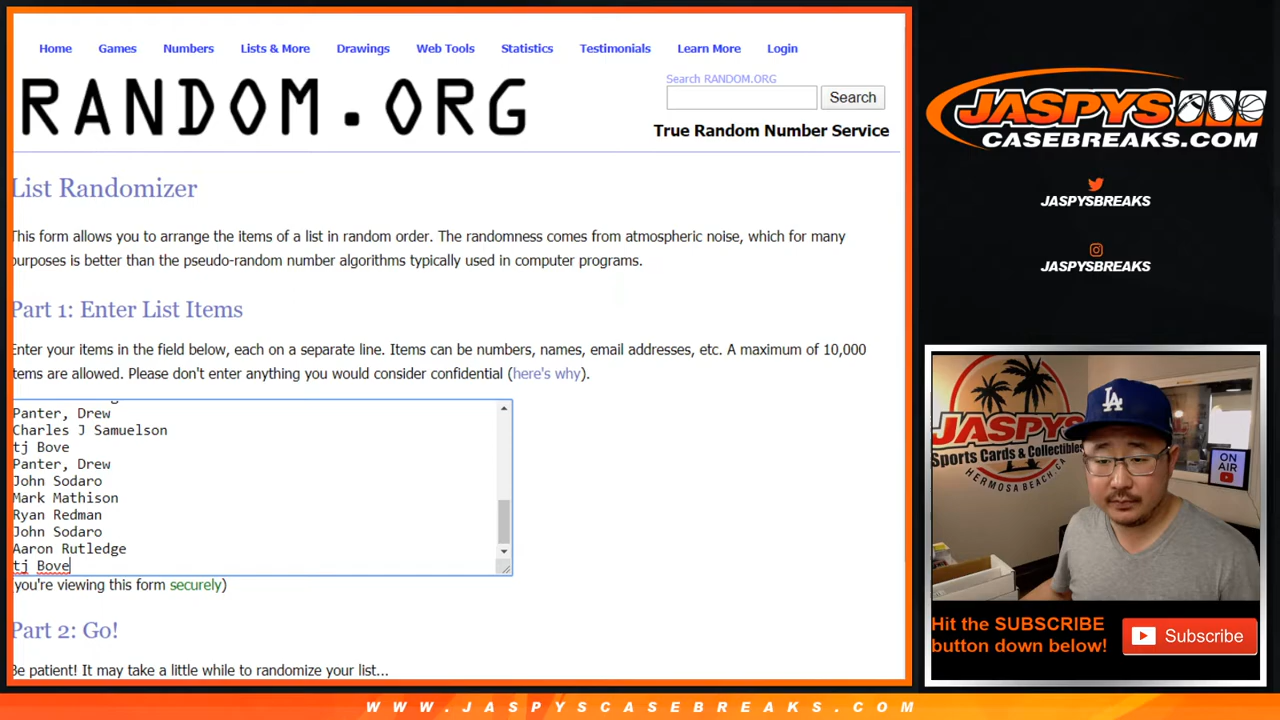 Home Games Numbers Lists & More Drawings Web Tools Statistics Testimonials Learn More Login
RANDOM.ORG
Search RANDOM.ORG
Search
True Random Number Service
List Randomizer
This form allows you to arrange the items of a list in random order. The randomness comes from atmospheric noise, which for many
purposes is better than the pseudo-random number algorithms typically used in computer programs.
Part 1: Enter List Items
Enter your items in the field below, each on a separate line. Items can be numbers, names, email addresses, etc. A maximum of 10,000
items are allowed. Please don't enter anything you would consider confidential (here's why).
Panter, Drew
Charles J Samuelson
tj Bove
Panter, Drew
John Sodaro
Mark Mathison
Ryan Redman
John Sodaro
Aaron Rutledge
tj Bove
(you're viewing this form securely)
Part 2: Go!
Be patient! It may take a little while to randomize your list...
JASPYS
CASEBREAKS.COM
JASPYSBREAKS
JASPYSBREAKS
JASPYS
Sports Cards & Collectibles
HERMOSA BEACH, CA
LA
ON
AIR
Hit the SUBSCRIBE
button down below!
Subscribe
WWW.JASPYSCASEBREAKS.COM